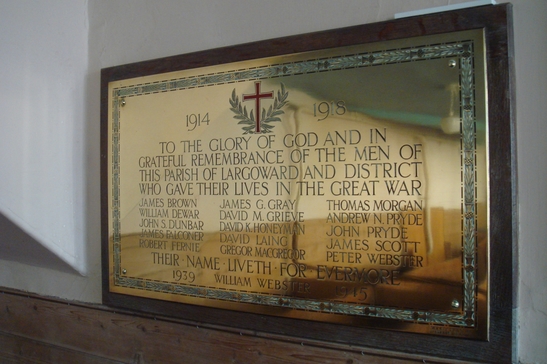 1914 1918
TO THE GLORY OF GOD AND IN
GRATEFUL REMEMBRANCE OF THE MEN OF
THIS PARISH OF LARGOWARD AND DISTRICT
WHO GAVE THEIR LIVES IN THE GREAT WAR
JAMES BROWN JAMES G. GRAY THOMAS MORGAN
WILLIAM DEWAR DAVID M. GRIEVE ANDREW N. PRYDE
JOHN S. DUNBAR DAVID K. HONEYMAN JOHN PRYDE
JAMES FALCONER DAVID LAING JAMES SCOTT
ROBERT FERNIE GREGOR MACGREGOR PETER WEBSTER
THEIR · NAME · LIVETH · FOR · EVERMORE
1939 WILLIAM WEBSTER 1945